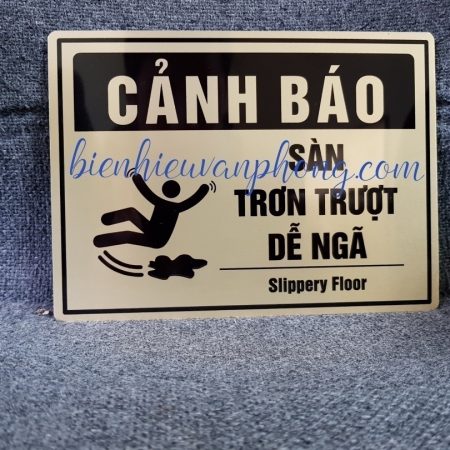 CẢNH BÁO
bienhieuvanphong.com
SÀN
TRƠN TRƯỢT
DỄ NGÃ
Slippery Floor